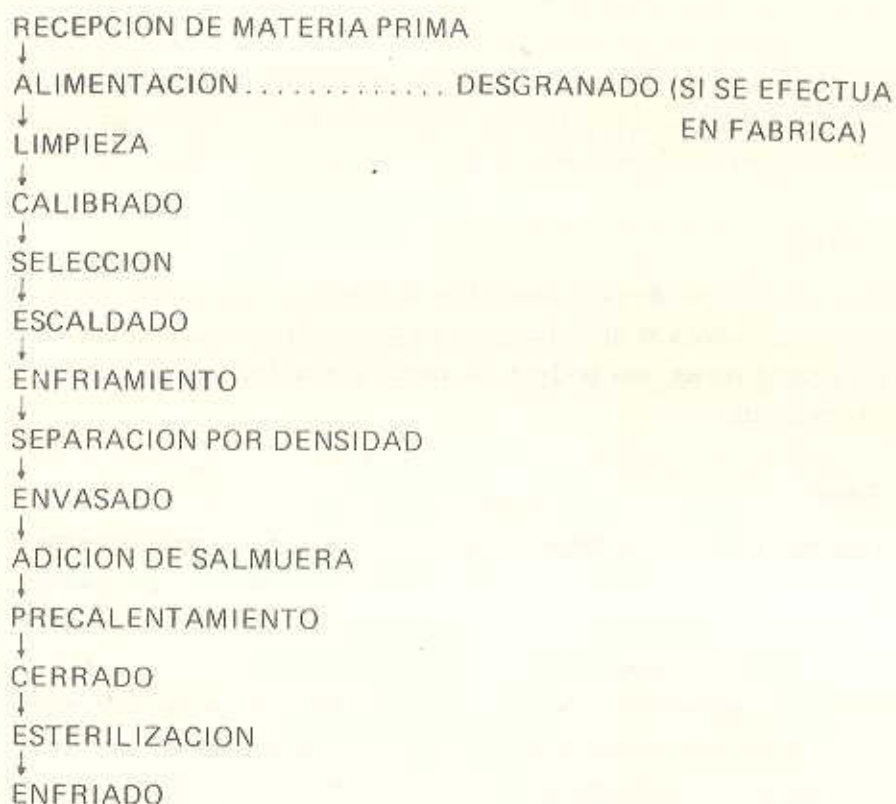 RECEPCION DE MATERIA PRIMA
ALIMENTACION ............. DESGRANADO (SI SE EFECTUA
EN FABRICA)
LIMPIEZA
CALIBRADO
SELECCION
ESCALDADO
ENFRIAMIENTO
SEPARACION POR DENSIDAD
ENVASADO
ADICION DE SALMUERA
PRECALENTAMIENTO
CERRADO
ESTERILIZACION
ENFRIADO